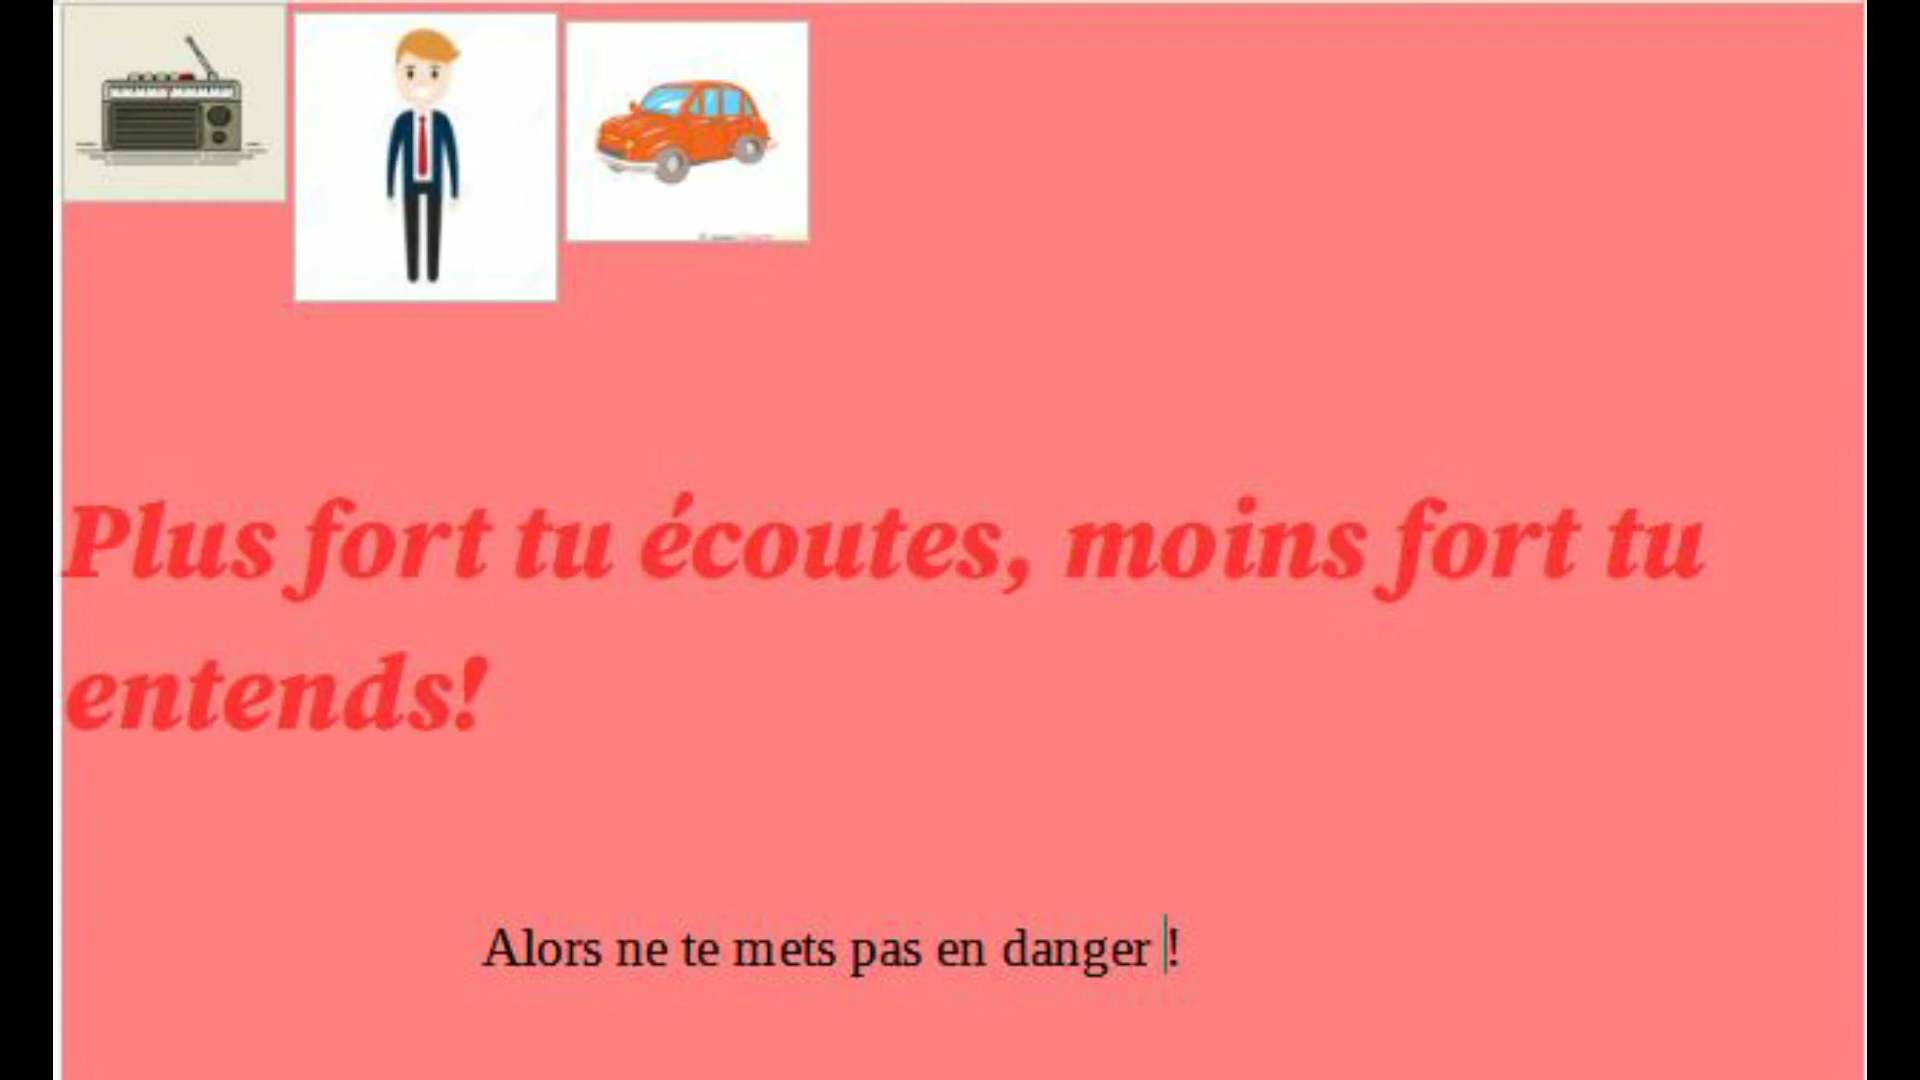 Plus fort tu écoutes, moins fort tu
entends!
Alors ne te mets pas en danger !